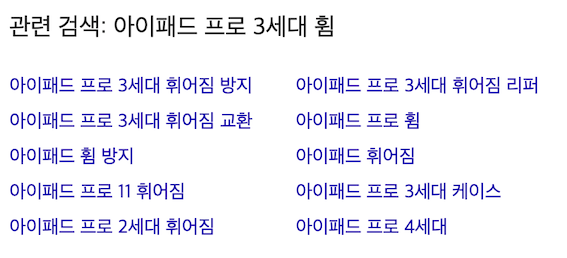 관련 검색: 아이패드 프로 3세대 휨
아이패드 프로 3세대 휘어짐 방지
아이패드 프로 3세대 휘어짐 리퍼
아이패드 프로 3세대 휘어짐 교환
아이패드 프로 휨
아이패드 휨 방지
아이패드 휘어짐
아이패드 프로 11 휘어짐
아이패드 프로 3세대 케이스
아이패드 프로 2세대 휘어짐
아이패드 프로 4세대